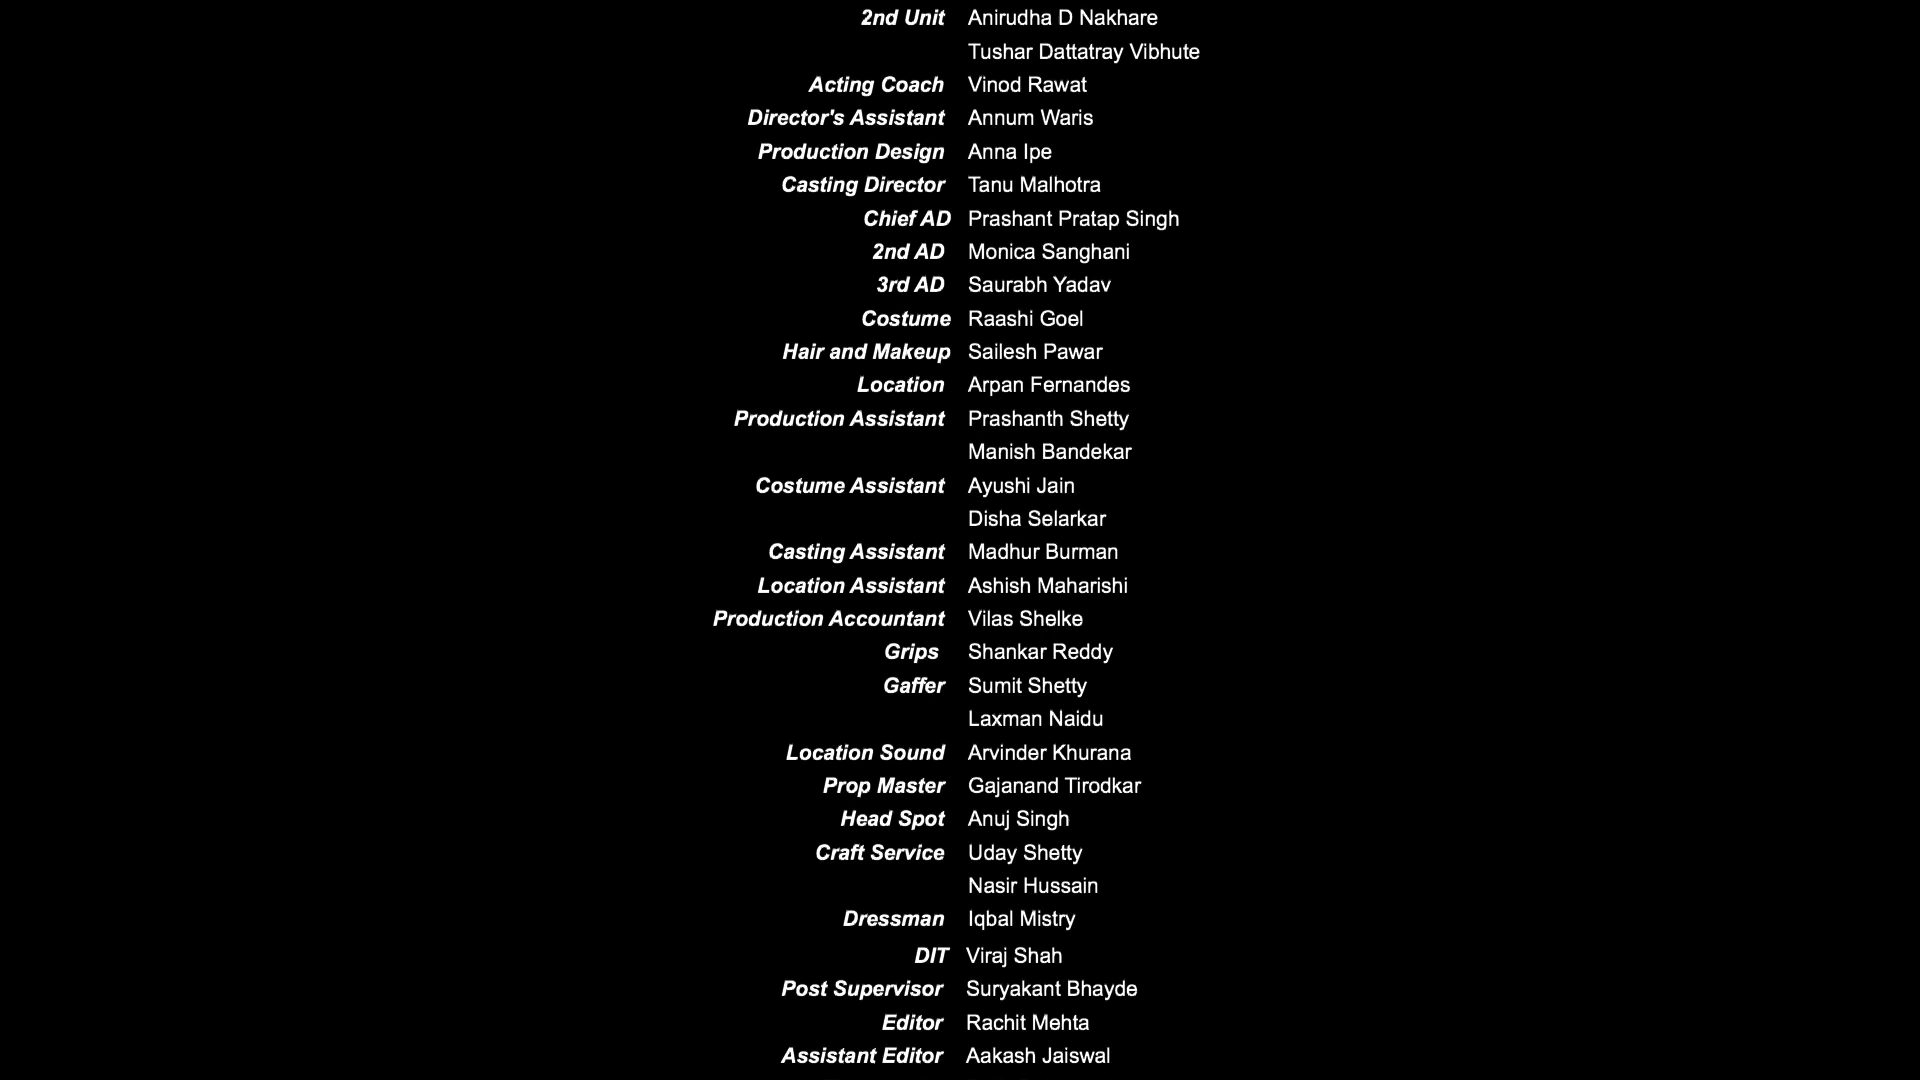 2nd Unit Anirudha D Nakhare
Tushar Dattatray Vibhute
Acting Coach Vinod Rawat
Director's Assistant Annum Waris
Production Design Anna Ipe
Casting Director Tanu Malhotra
Chief AD Prashant Pratap Singh
2nd AD Monica Sanghani
3rd AD Saurabh Yadav
Costume Raashi Goel
Hair and Makeup Sailesh Pawar
Location Arpan Fernandes
Production Assistant Prashanth Shetty
Manish Bandekar
Costume Assistant Ayushi Jain
Disha Selarkar
Casting Assistant Madhur Burman
Location Assistant Ashish Maharishi
Production Accountant Vilas Shelke
Grips Shankar Reddy
Gaffer Sumit Shetty
Laxman Naidu
Location Sound Arvinder Khurana
Prop Master Gajanand Tirodkar
Head Spot Anuj Singh
Craft Service Uday Shetty
Nasir Hussain
Dressman Iqbal Mistry
DIT Viraj Shah
Post Supervisor Suryakant Bhayde
Editor Rachit Mehta
Assistant Editor Aakash Jaiswal